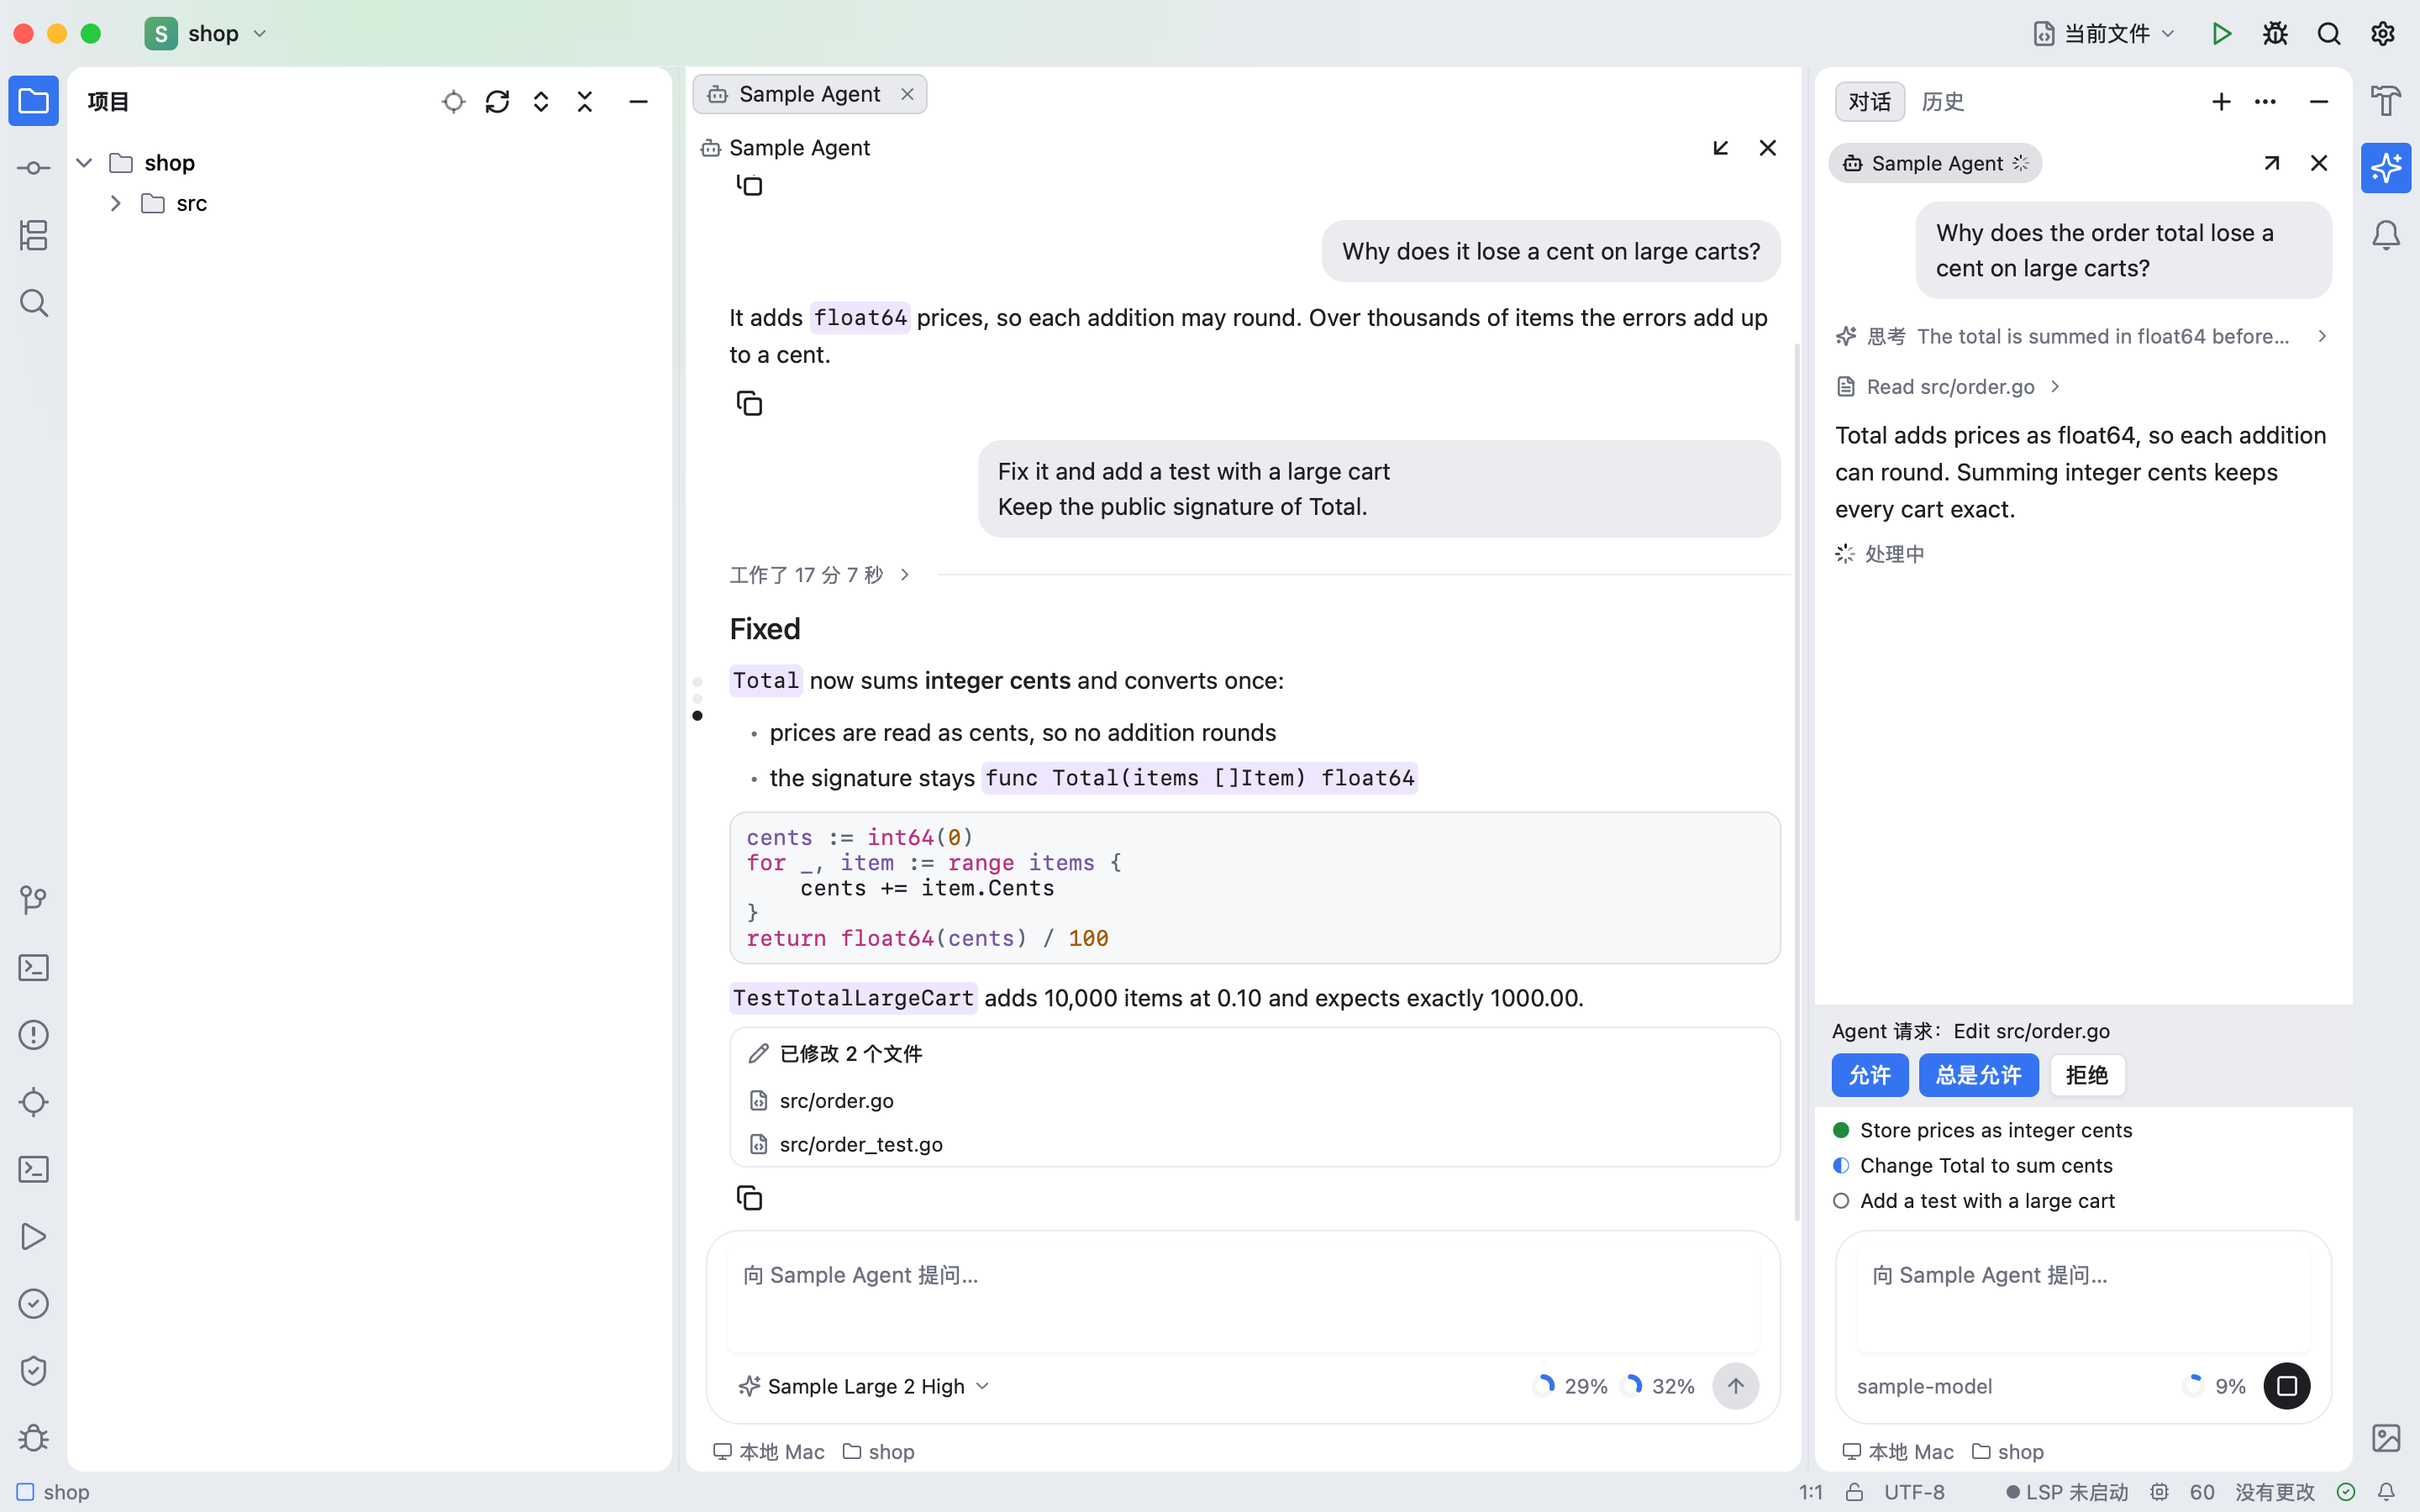 S shop
当前文件
项目
shop
src
Sample Agent
Sample Agent
Why does it lose a cent on large carts?
It adds float64 prices, so each addition may round. Over thousands of items the errors add up
to a cent.
Fix it and add a test with a large cart
Keep the public signature of Total.
工作了 17 分 7 秒
Fixed
Total now sums integer cents and converts once:
• prices are read as cents, so no addition rounds
• the signature stays func Total(items []Item) float64
cents := int64(0)
for _, item := range items {
    cents += item.Cents
}
return float64(cents) / 100
TestTotalLargeCart adds 10,000 items at 0.10 and expects exactly 1000.00.
已修改 2 个文件
src/order.go
src/order_test.go
向 Sample Agent 提问...
Sample Large 2 High
29% 32%
本地 Mac shop
对话 历史
Sample Agent
Why does the order total lose a
cent on large carts?
思考 The total is summed in float64 before...
Read src/order.go
Total adds prices as float64, so each addition
can round. Summing integer cents keeps
every cart exact.
处理中
Agent 请求：Edit src/order.go
允许 总是允许 拒绝
Store prices as integer cents
Change Total to sum cents
Add a test with a large cart
向 Sample Agent 提问...
sample-model 9%
本地 Mac shop
shop
1:1 UTF-8 LSP 未启动 60 没有更改